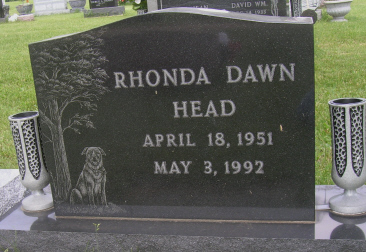 DAVID WM.
RHONDA DAWN
HEAD
APRIL 18, 1951
MAY 3, 1992